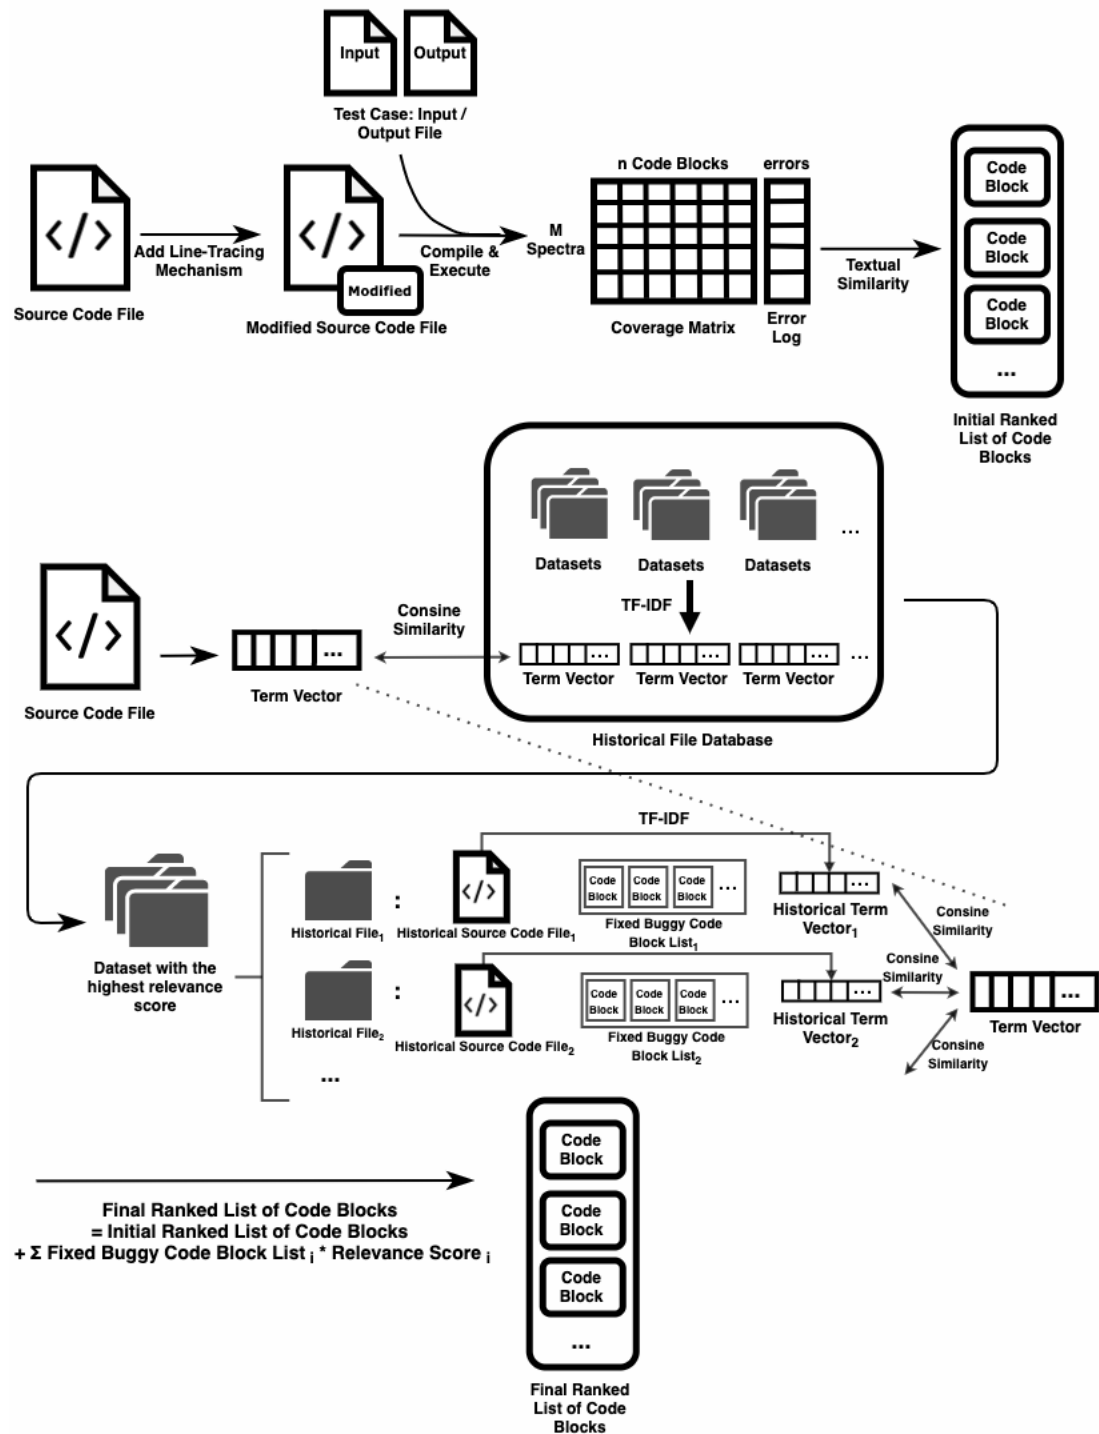 Input
Output
Test Case: Input /
Output File
</>
Source Code File
Add Line-Tracing
Mechanism
</>
Modified
Modified Source Code File
Compile &
Execute
M
Spectra
n Code Blocks
errors
Coverage Matrix
Error
Log
Textual
Similarity
Code
Block
Code
Block
Code
Block
...
Initial Ranked
List of Code
Blocks
Datasets
Datasets
Datasets
...
TF-IDF
</>
Source Code File
...
Term Vector
Consine
Similarity
...
Term Vector
...
Term Vector
...
Term Vector
...
Historical File Database
TF-IDF
Dataset with the
highest relevance
score
Historical File1
:
</>
Historical Source Code File1
Code
Block
Code
Block
Code
Block
...
Fixed Buggy Code
Block List1
...
Historical Term
Vector1
Consine
Similarity
Historical File2
:
</>
Historical Source Code File2
Code
Block
Code
Block
Code
Block
...
Fixed Buggy Code
Block List2
...
Historical Term
Vector2
Consine
Similarity
...
Term Vector
Consine
Similarity
...
Final Ranked List of Code Blocks
= Initial Ranked List of Code Blocks
+ Σ Fixed Buggy Code Block List i * Relevance Score i
Code
Block
Code
Block
Code
Block
...
Final Ranked
List of Code
Blocks